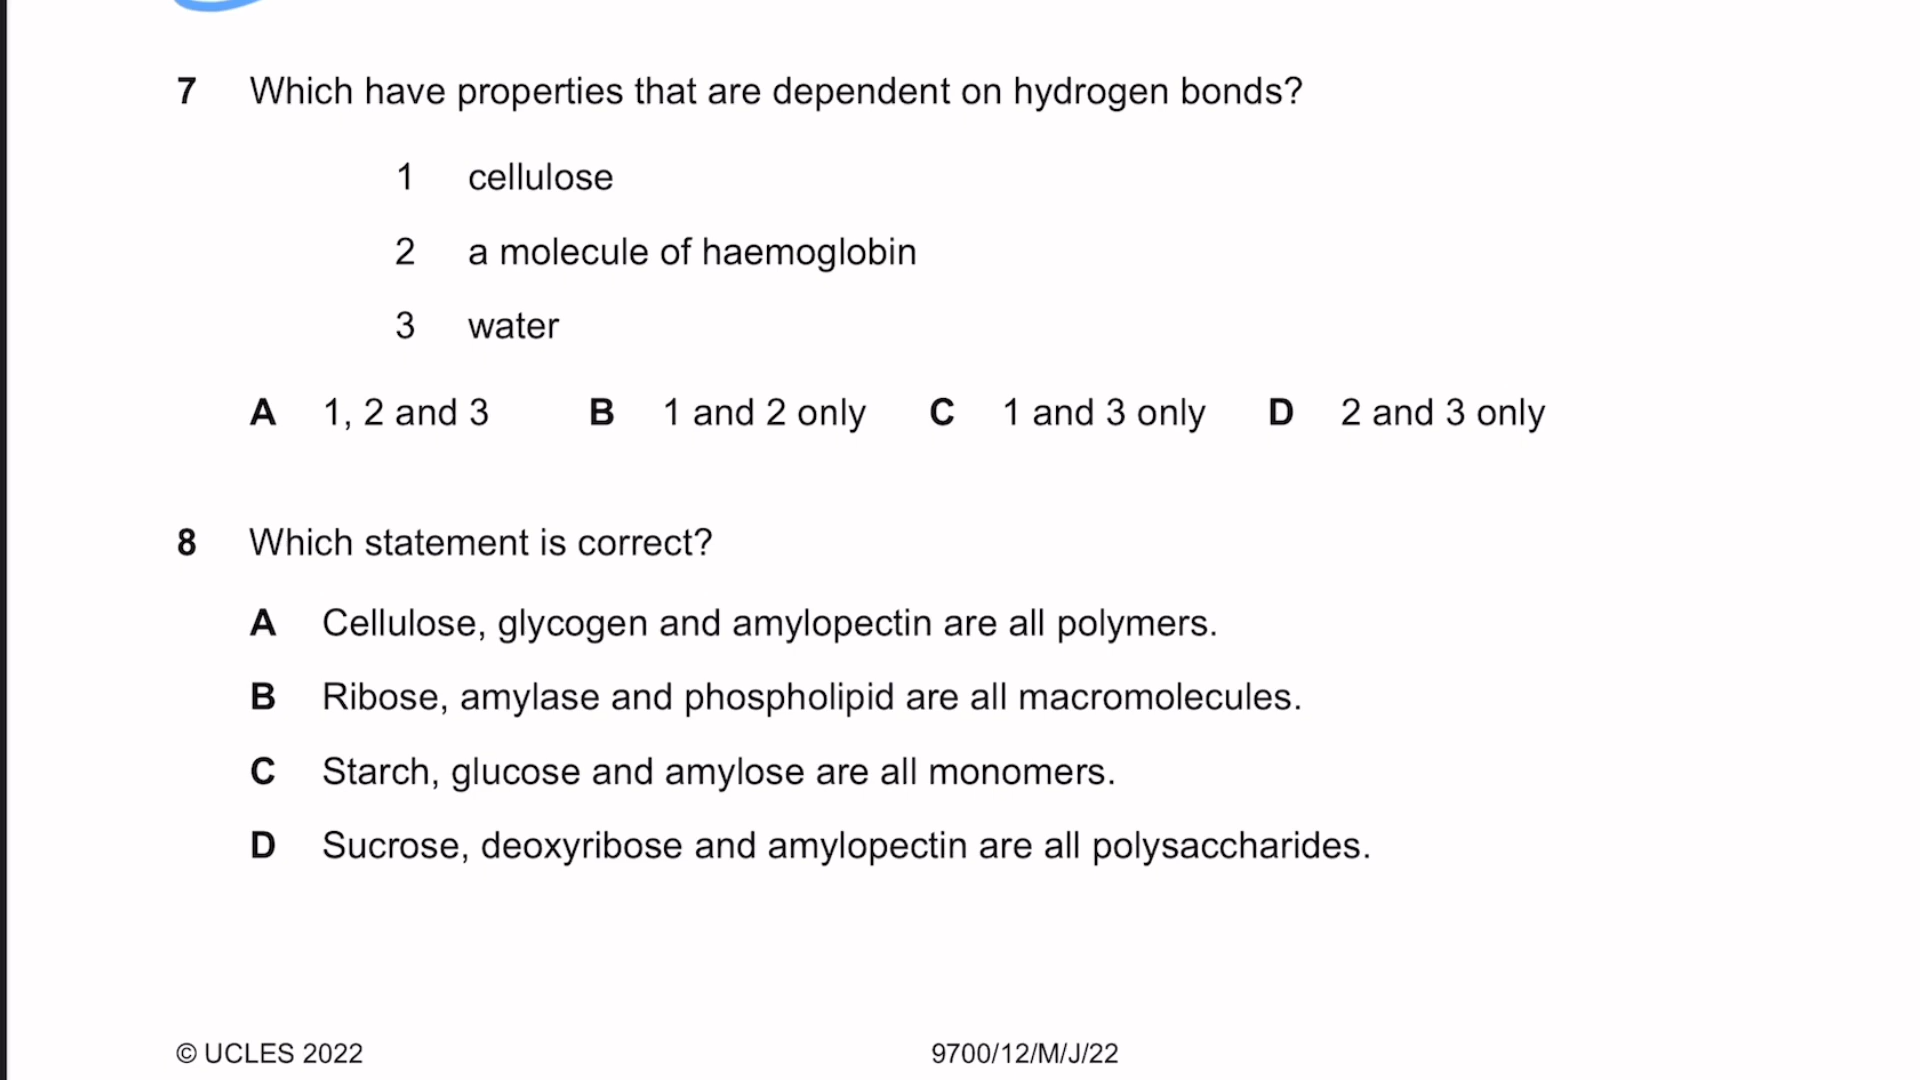 7 Which have properties that are dependent on hydrogen bonds?
1 cellulose
2 a molecule of haemoglobin
3 water
A 1, 2 and 3 B 1 and 2 only C 1 and 3 only D 2 and 3 only
8 Which statement is correct?
A Cellulose, glycogen and amylopectin are all polymers.
B Ribose, amylase and phospholipid are all macromolecules.
C Starch, glucose and amylose are all monomers.
D Sucrose, deoxyribose and amylopectin are all polysaccharides.
© UCLES 2022 9700/12/M/J/22